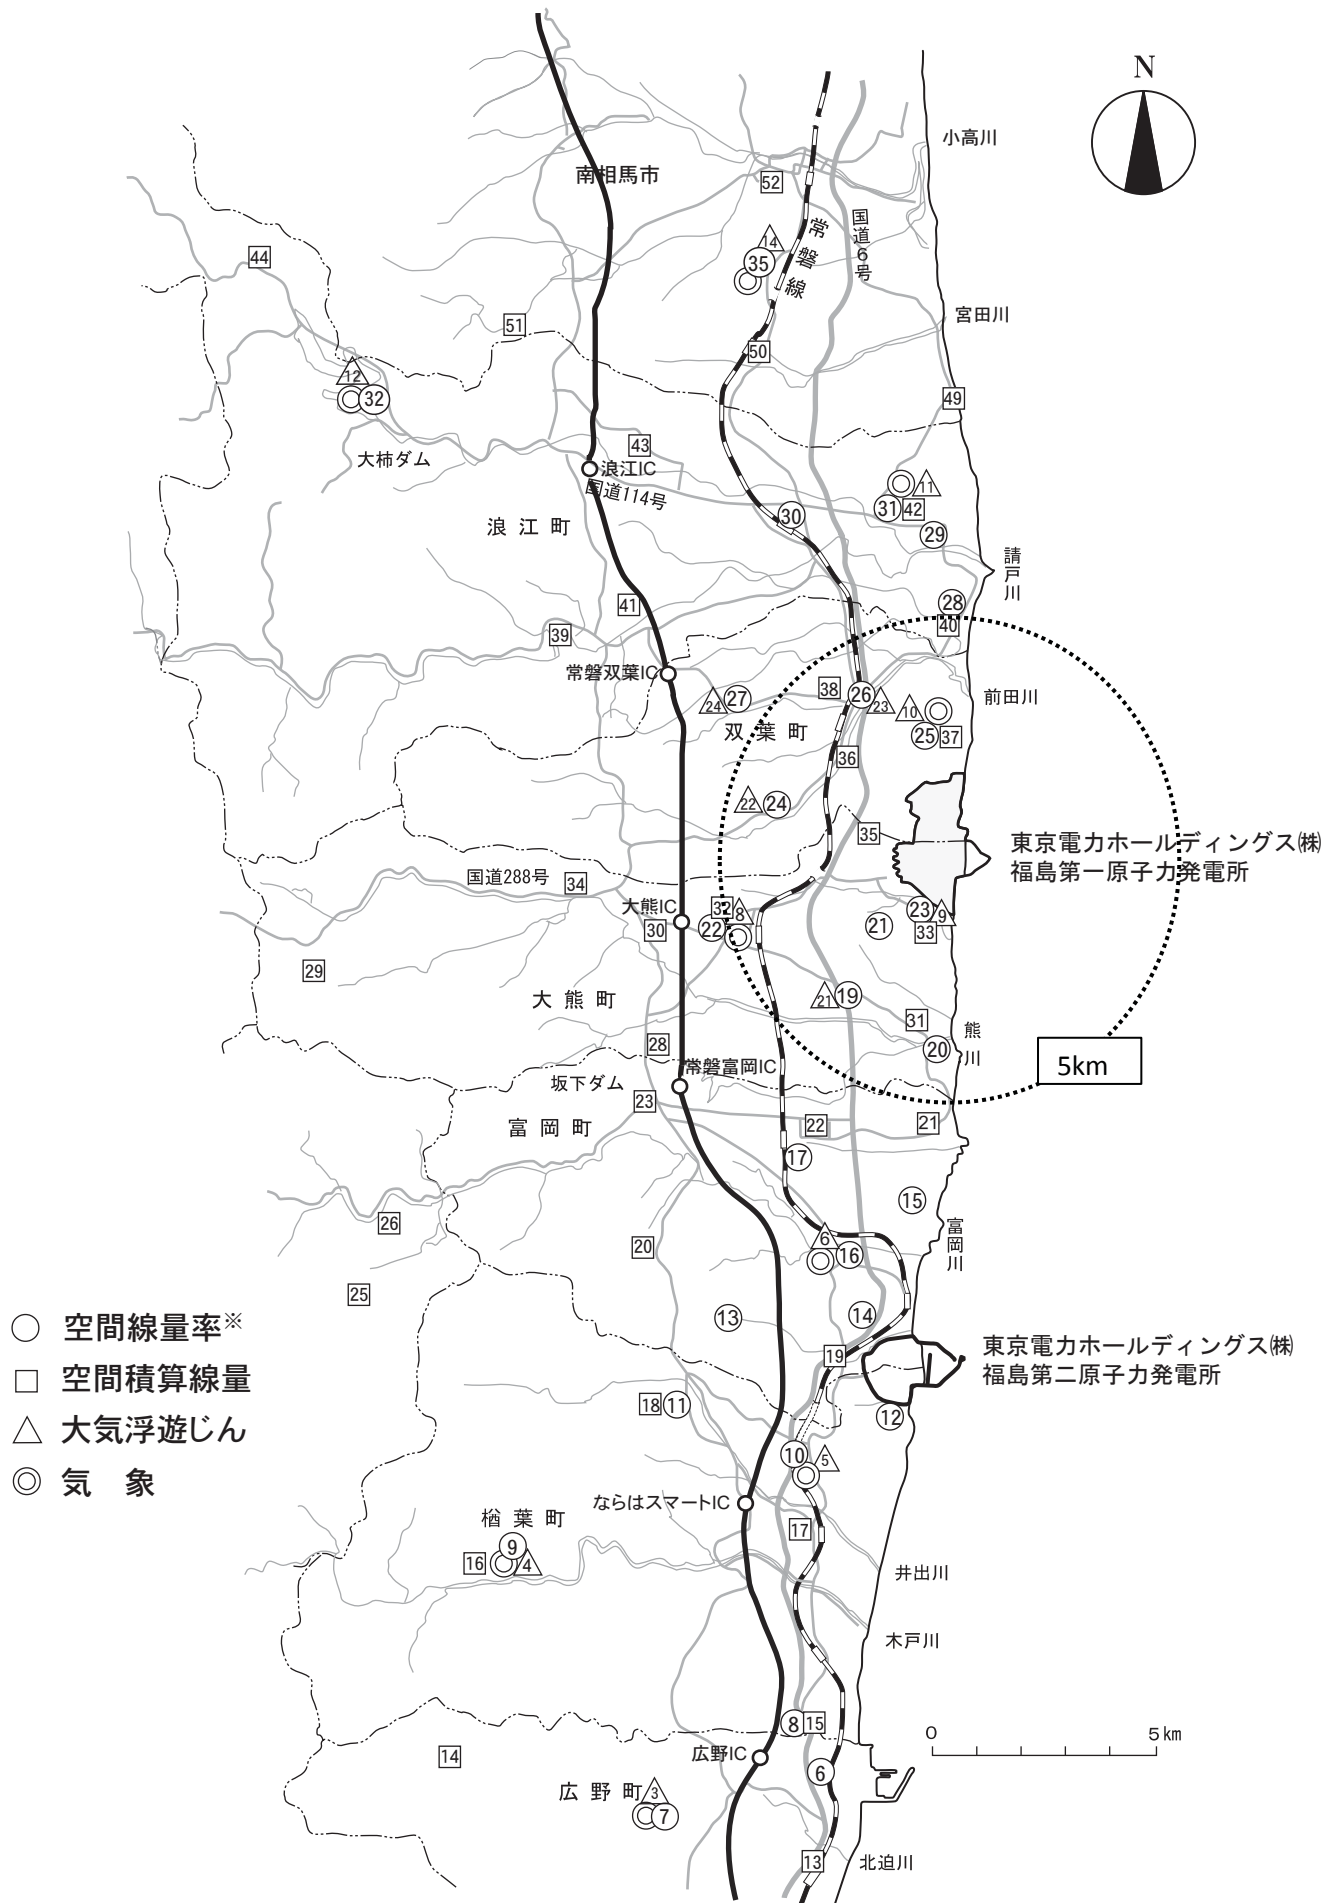 N
小高川
南相馬市
52
国道6号
常磐線
14
35
44
宮田川
51
50
12
32
49
43
大柿ダム
浪江IC
国道114号
11
31
42
30
29
浪江町
請戸川
28
40
41
39
常磐双葉IC
38
26
23
10
前田川
24
27
双葉町
25
37
36
22
24
35
東京電力ホールディングス㈱
福島第一原子力発電所
国道288号
34
大熊IC
32
8
23
9
30
22
21
33
29
大熊町
21
19
31
熊川
20
28
常磐富岡IC
5km
坂下ダム
23
富岡町
22
21
17
15
26
富岡川
20
6
16
25
13
14
○ 空間線量率※
東京電力ホールディングス㈱
福島第二原子力発電所
19
□ 空間積算線量
18
11
12
△ 大気浮遊じん
10
5
◎ 気 象
ならはスマートIC
楢葉町
17
9
16
4
井出川
木戸川
8
15
0
5km
14
広野IC
6
広野町
3
7
13
北迫川